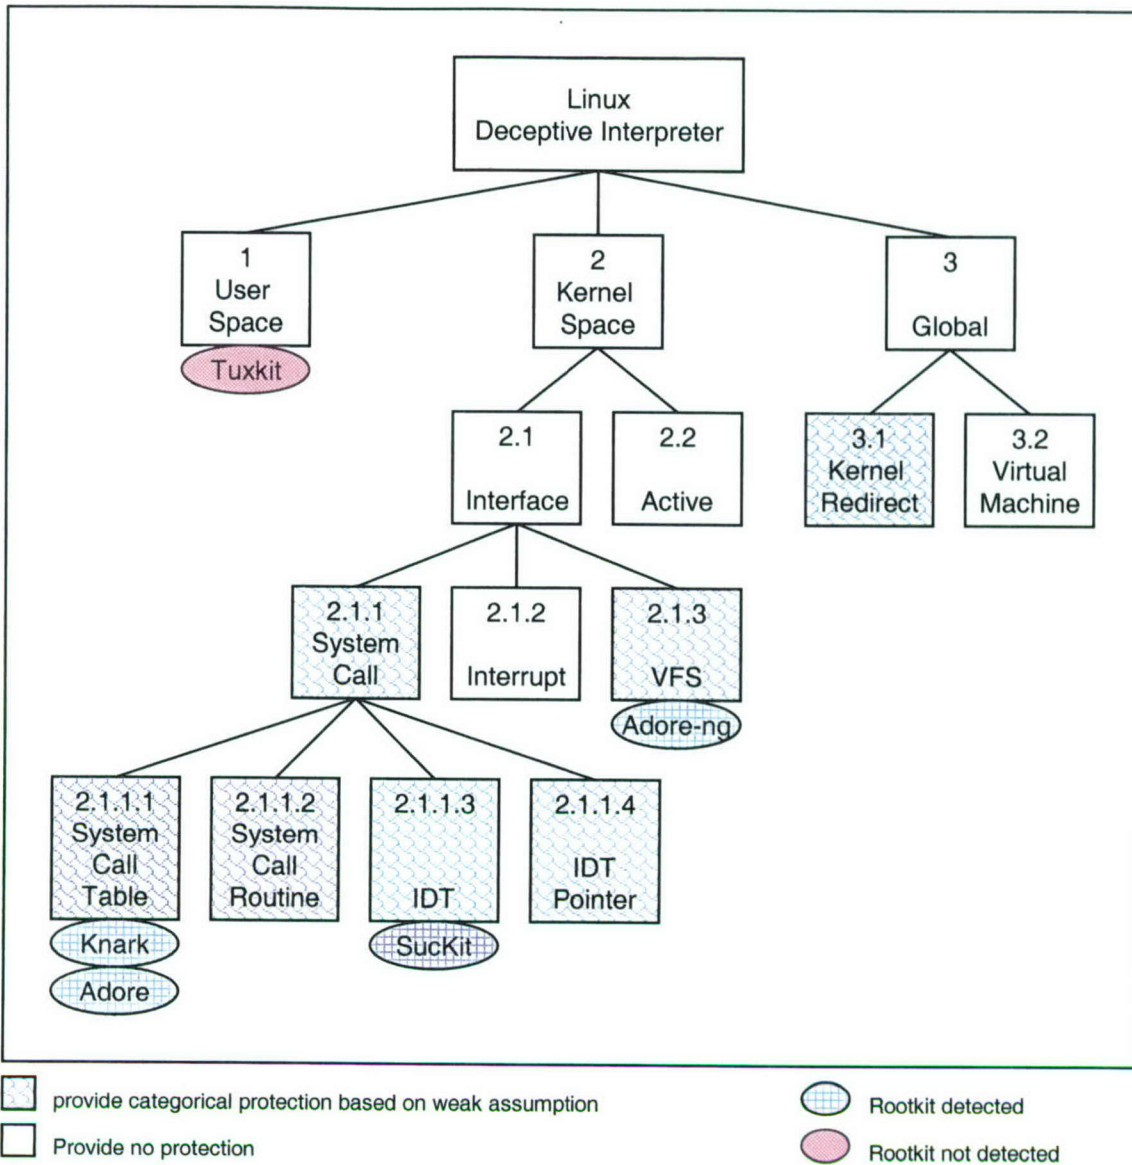 Linux
Deceptive Interpreter
1
User
Space
Tuxkit
2
Kernel
Space
3
Global
2.1
Interface
2.2
Active
3.1
Kernel
Redirect
3.2
Virtual
Machine
2.1.1
System
Call
2.1.2
Interrupt
2.1.3
VFS
Adore-ng
2.1.1.1
System
Call
Table
Knark
Adore
2.1.1.2
System
Call
Routine
2.1.1.3
IDT
SucKit
2.1.1.4
IDT
Pointer
provide categorical protection based on weak assumption
Provide no protection
Rootkit detected
Rootkit not detected